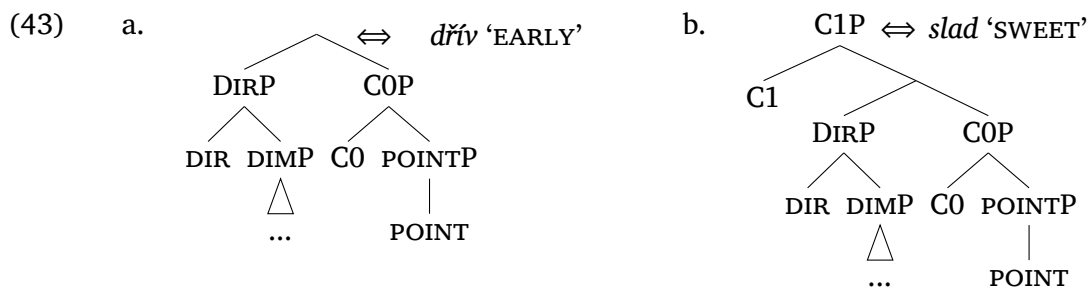 (43) a. ⇔ dřív ‘EARLY’ b. C1P ⇔ slad ‘SWEET’
DIRP C0P C1
DIR DIMP C0 POINTP DIRP C0P
... POINT DIR DIMP C0 POINTP
... POINT